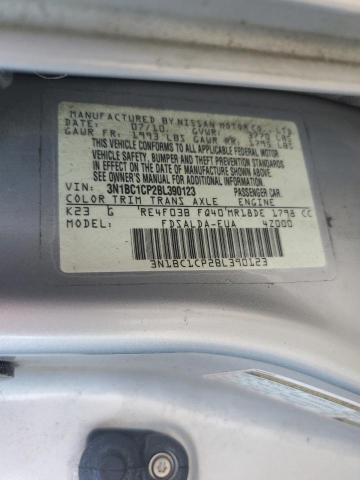 MANUFACTURED BY NISSAN MOTOR CO., LTD.
DATE: 07/10 GVWR: 3770 LBS
GAWR FR: 1993 LBS GAWR RR: 1795 LBS
THIS VEHICLE CONFORMS TO ALL APPLICABLE FEDERAL MOTOR
VEHICLE SAFETY, BUMPER, AND THEFT PREVENTION STANDARDS
IN EFFECT ON THE DATE OF MANUFACTURE SHOWN ABOVE.
SEE OWNER'S MANUAL FOR ADDITIONAL INFORMATION
VIN: 3N1BC1CP2BL390123 PASSENGER CAR
COLOR TRIM TRANS AXLE ENGINE
K23 G RE4F03B FQ40 MR18DE 1798 CC
MODEL: FDSALDA-EUA 4Z000
3N1BC1CP2BL390123